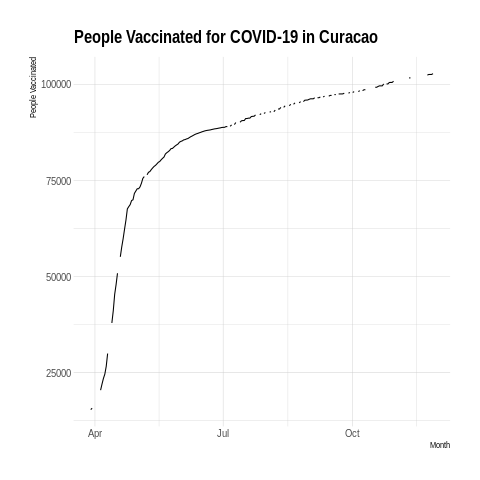 People Vaccinated for COVID-19 in Curacao
People Vaccinated
100000
75000
50000
25000
Apr Jul Oct
Month